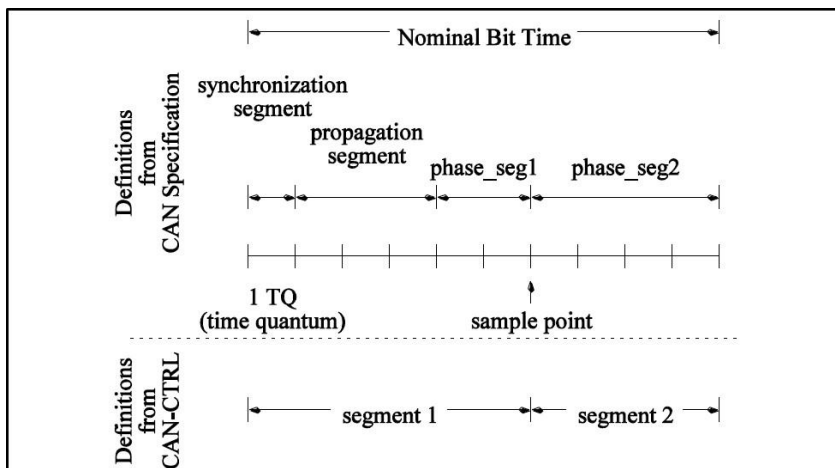 Nominal Bit Time
Definitions
from
CAN Specification
synchronization
segment
propagation
segment
phase_seg1
phase_seg2
1 TQ
(time quantum)
sample point
Definitions
from
CAN-CTRL
segment 1
segment 2